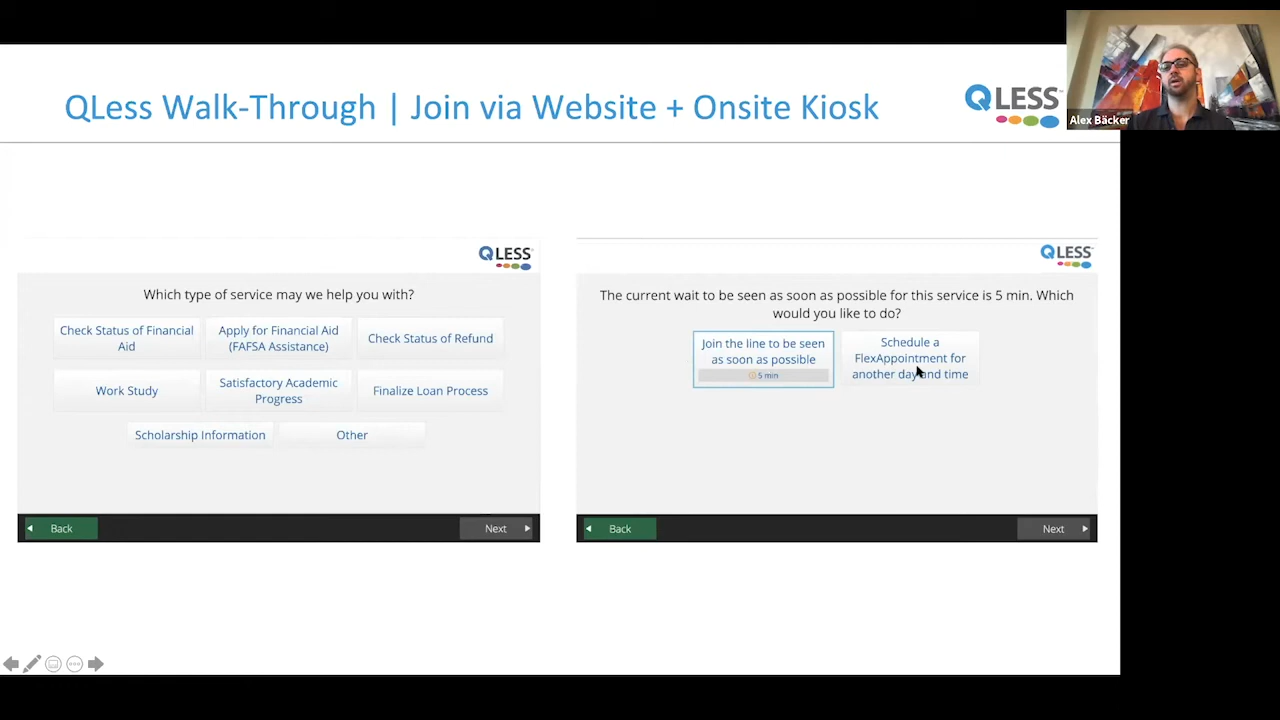 QLess Walk-Through | Join via Website + Onsite Kiosk
QLESS
Alex Bäcker
QLESS
Which type of service may we help you with?
Check Status of Financial
Aid
Apply for Financial Aid
(FAFSA Assistance)
Check Status of Refund
Work Study
Satisfactory Academic
Progress
Finalize Loan Process
Scholarship Information
Other
Back
Next
QLESS
The current wait to be seen as soon as possible for this service is 5 min. Which
would you like to do?
Join the line to be seen
as soon as possible
5 min
Schedule a
FlexAppointment for
another day and time
Back
Next